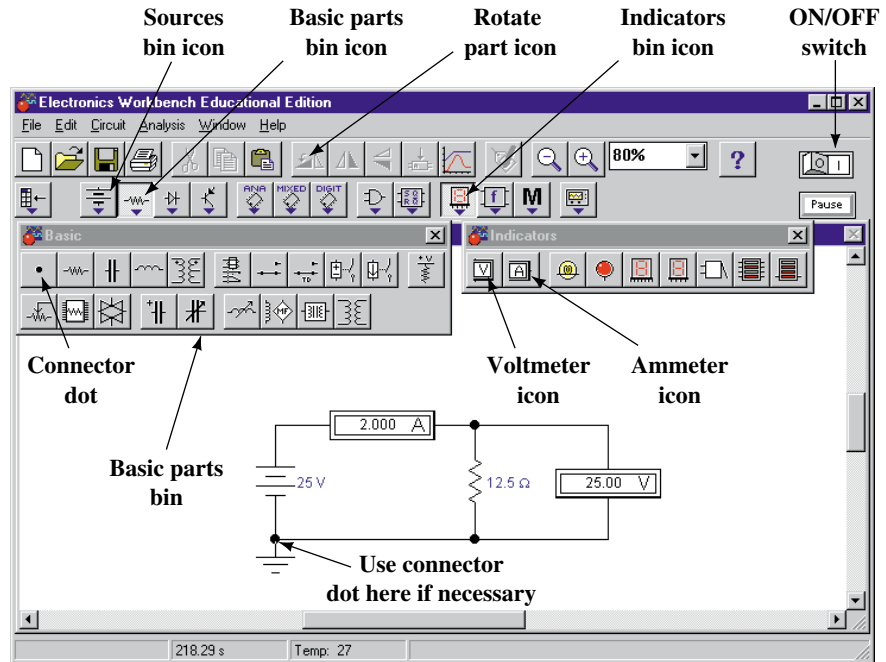 Sources
bin icon
Basic parts
bin icon
Rotate
part icon
Indicators
bin icon
ON/OFF
switch
Electronics Workbench Educational Edition
File Edit Circuit Analysis Window Help
80%
?
ANA
MIXED
DIGIT
f
M
Pause
Basic
Indicators
+V
TD
MF
V
A
Connector
dot
Voltmeter
icon
Ammeter
icon
Basic parts
bin
2.000 A
25 V
12.5 Ω
25.00 V
Use connector
dot here if necessary
218.29 s
Temp: 27